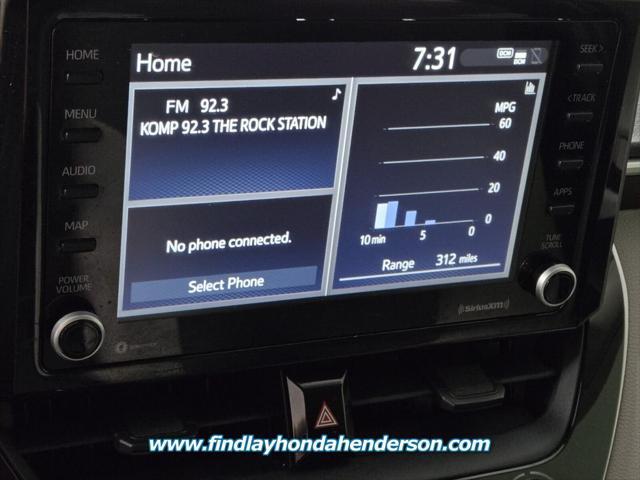 HOME
MENU
AUDIO
MAP
POWER
VOLUME
Home
7:31
DCM
DCM
FM 92.3
KOMP 92.3 THE ROCK STATION
No phone connected.
Select Phone
MPG
60
40
20
0
10 min 5 0
Range 312 miles
SEEK>
<TRACK
PHONE
APPS
TUNE
SCROLL
SiriusXM
www.findlayhondahenderson.com